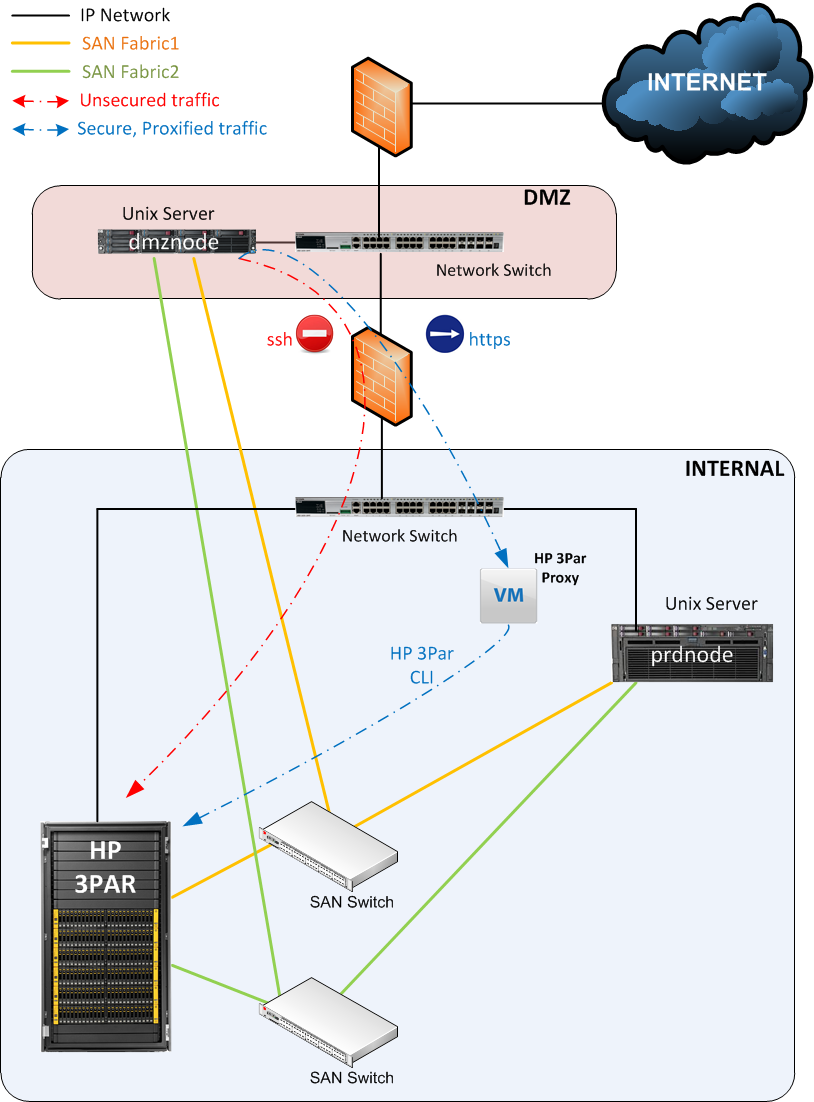 IP Network
SAN Fabric1
SAN Fabric2
Unsecured traffic
Secure, Proxified traffic
INTERNET
DMZ
Unix Server
dmznode
Network Switch
ssh
https
INTERNAL
Network Switch
HP 3Par
Proxy
VM
Unix Server
prdnode
HP 3Par
CLI
HP
3PAR
SAN Switch
SAN Switch